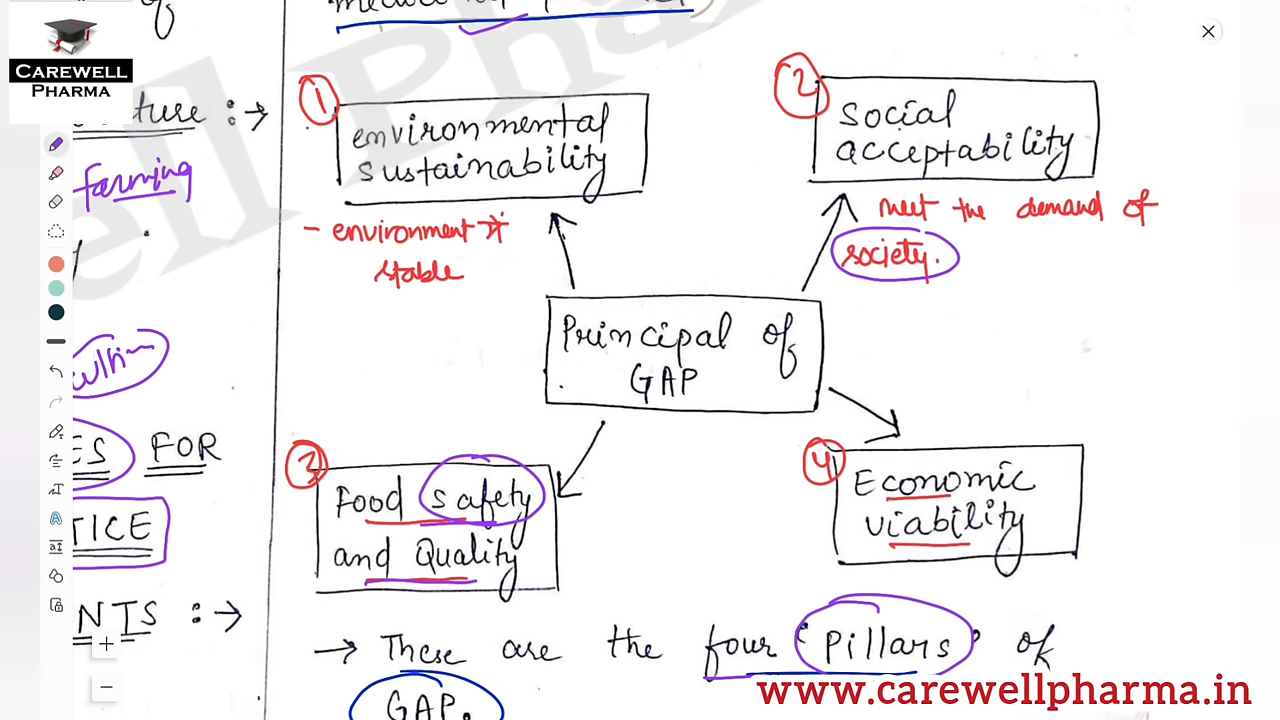 CAREWELL
PHARMA
of
ture :→
farming
ES FOR
TICE
NTS :→
①
environmental
sustainability
- environment
stable
②
social
acceptability
meet the demand of
society.
Principal of
GAP
③
Food safety
and Quality
④
Economic
viability
→ These are the four 'Pillars' of
GAP.
www.carewellpharma.in